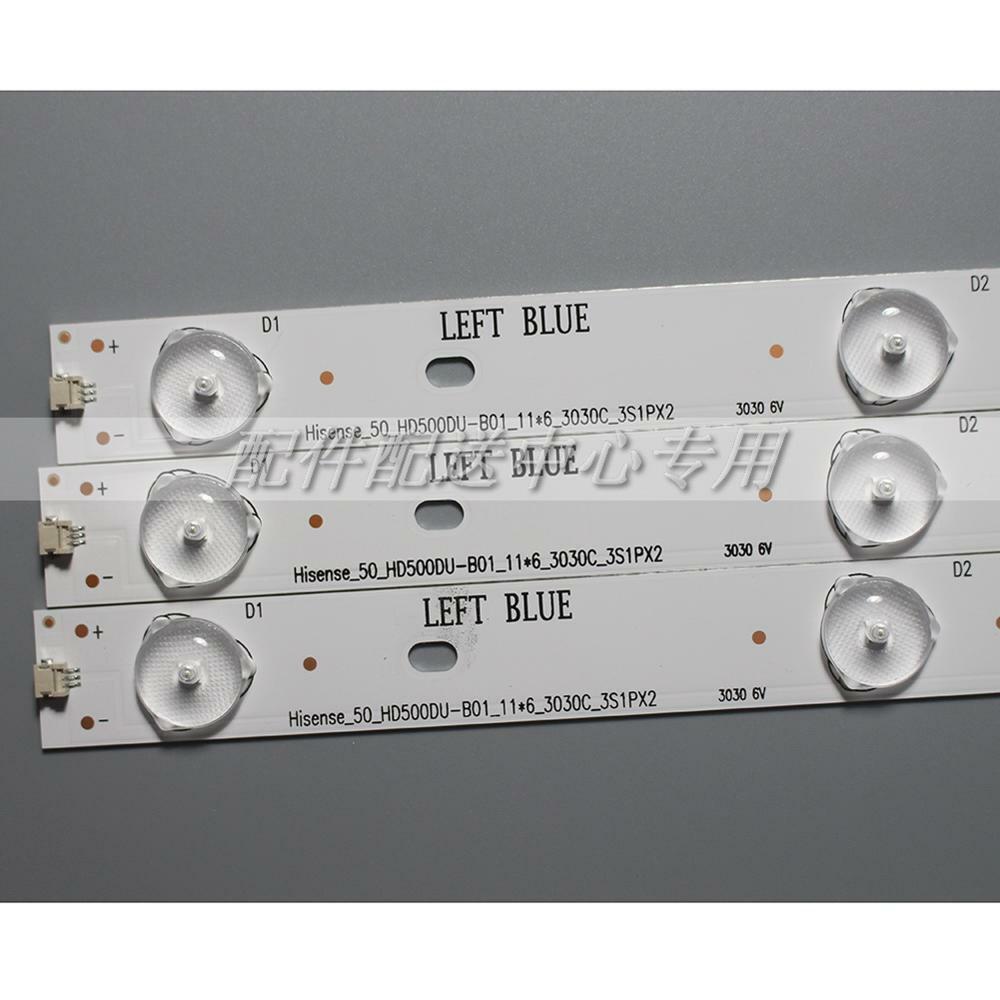 D1
LEFT BLUE
D2
+
-
Hisense_50_HD500DU-B01_11*6_3030C_3S1PX2
3030 6V
配件配送中心专用
D1
LEFT BLUE
D2
+
-
Hisense_50_HD500DU-B01_11*6_3030C_3S1PX2
3030 6V
D1
LEFT BLUE
D2
+
-
Hisense_50_HD500DU-B01_11*6_3030C_3S1PX2
3030 6V